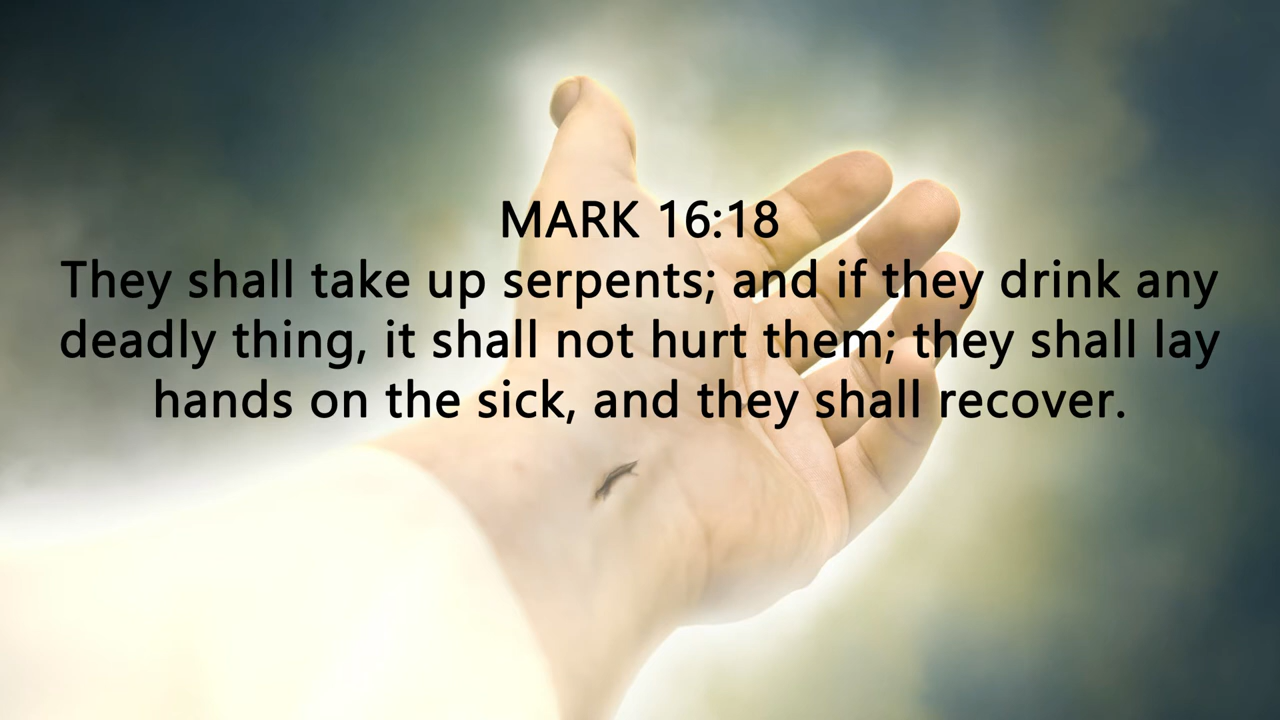 MARK 16:18
They shall take up serpents; and if they drink any
deadly thing, it shall not hurt them; they shall lay
hands on the sick, and they shall recover.